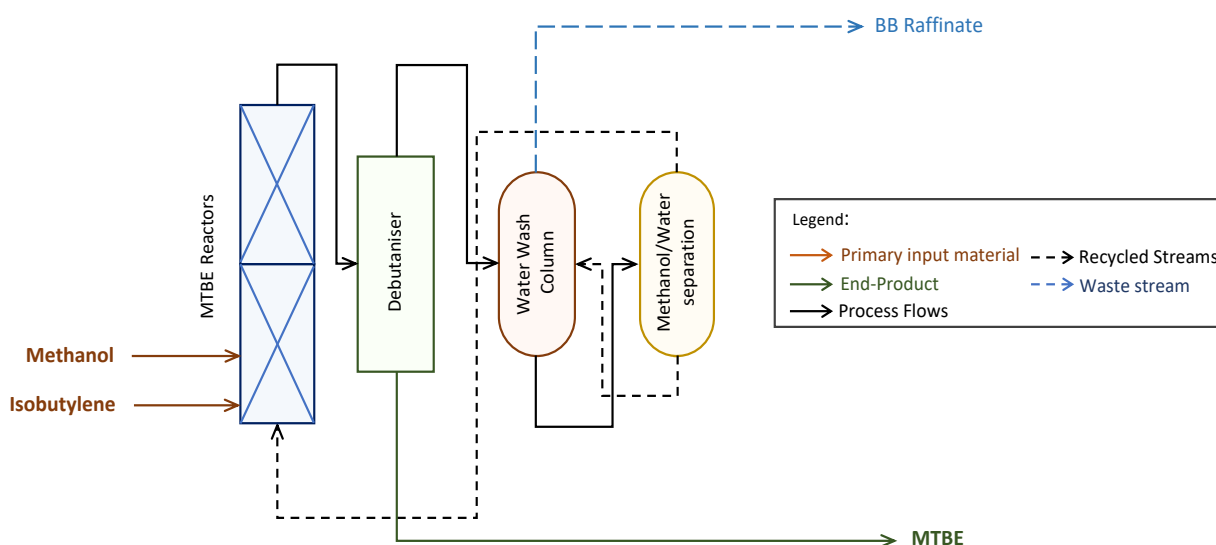 BB Raffinate
MTBE Reactors
Debutaniser
Water Wash
Column
Methanol/Water
separation
Methanol
Isobutylene
MTBE
Legend:
Primary input material
Recycled Streams
End-Product
Waste stream
Process Flows